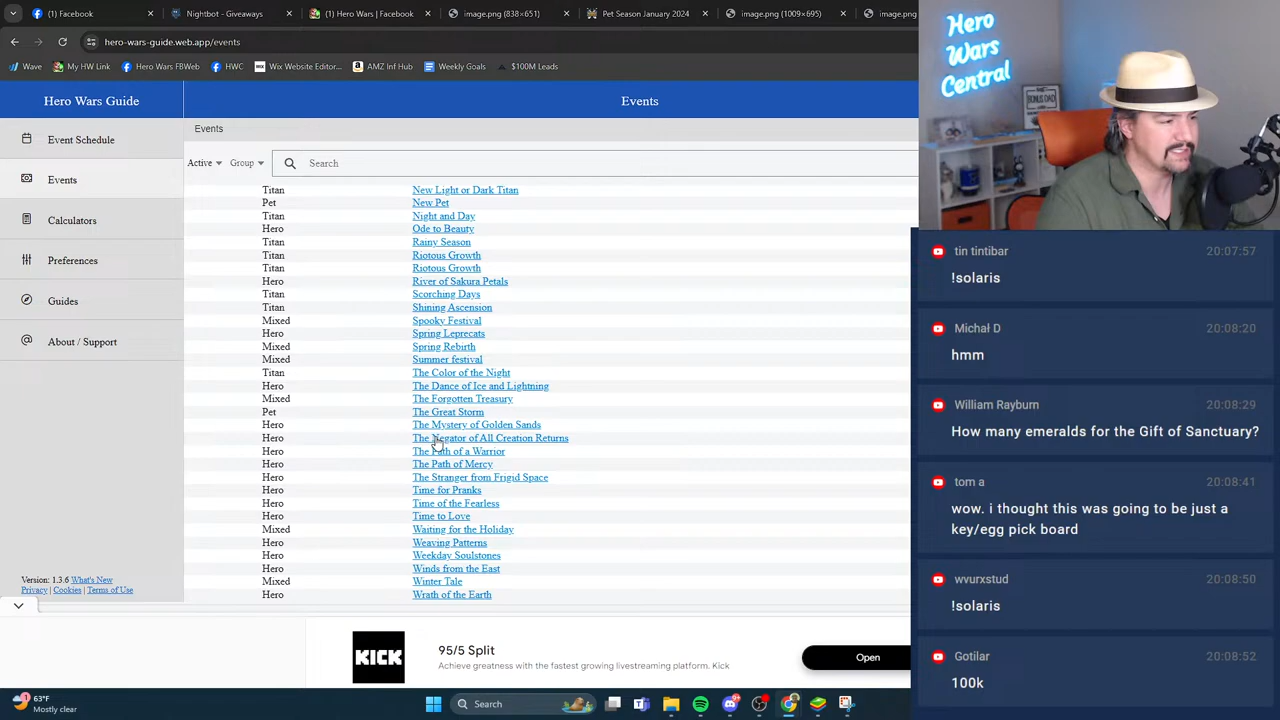 (1) Facebook
Nightbot - Giveaways
(1) Hero Wars | Facebook
image.png (838×651)
Pet Season January 2024
image.png (1009×695)
image.png
hero-wars-guide.web.app/events
Wave
My HW Link
Hero Wars FBWeb
HWC
Wix Website Editor...
AMZ Inf Hub
Weekly Goals
$100M Leads
Hero Wars Guide
Events
Event Schedule
Events
Calculators
Preferences
Guides
About / Support
Version: 1.3.6 What's New
Privacy | Cookies | Terms of Use
Events
Active
Group
Search
Titan New Light or Dark Titan
Pet New Pet
Titan Night and Day
Hero Ode to Beauty
Titan Rainy Season
Titan Riotous Growth
Titan Riotous Growth
Hero River of Sakura Petals
Titan Scorching Days
Titan Shining Ascension
Mixed Spooky Festival
Hero Spring Leprecats
Mixed Spring Rebirth
Mixed Summer festival
Titan The Color of the Night
Hero The Dance of Ice and Lightning
Mixed The Forgotten Treasury
Pet The Great Storm
Hero The Mystery of Golden Sands
Hero The Negator of All Creation Returns
Hero The Path of a Warrior
Hero The Path of Mercy
Hero The Stranger from Frigid Space
Hero Time for Pranks
Hero Time of the Fearless
Hero Time to Love
Mixed Waiting for the Holiday
Hero Weaving Patterns
Hero Weekday Soulstones
Hero Winds from the East
Mixed Winter Tale
Hero Wrath of the Earth
KICK
95/5 Split
Achieve greatness with the fastest growing livestreaming platform. Kick
Open
63°F
Mostly clear
Search
Hero
Wars
Central
BONUS DAD
tin tintibar 20:07:57
!solaris
Michał D 20:08:20
hmm
William Rayburn 20:08:29
How many emeralds for the Gift of Sanctuary?
tom a 20:08:41
wow. i thought this was going to be just a
key/egg pick board
wvurxstud 20:08:50
!solaris
Gotilar 20:08:52
100k